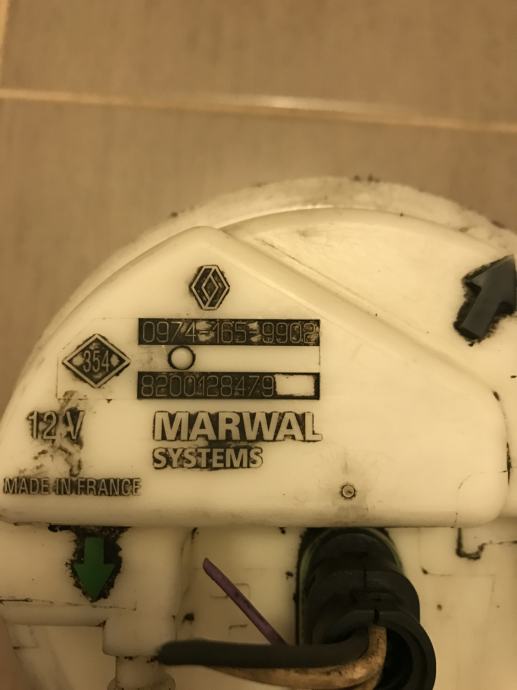 0974-165-9902
354
8200128479
12 V
MARWAL
SYSTEMS
MADE IN FRANCE